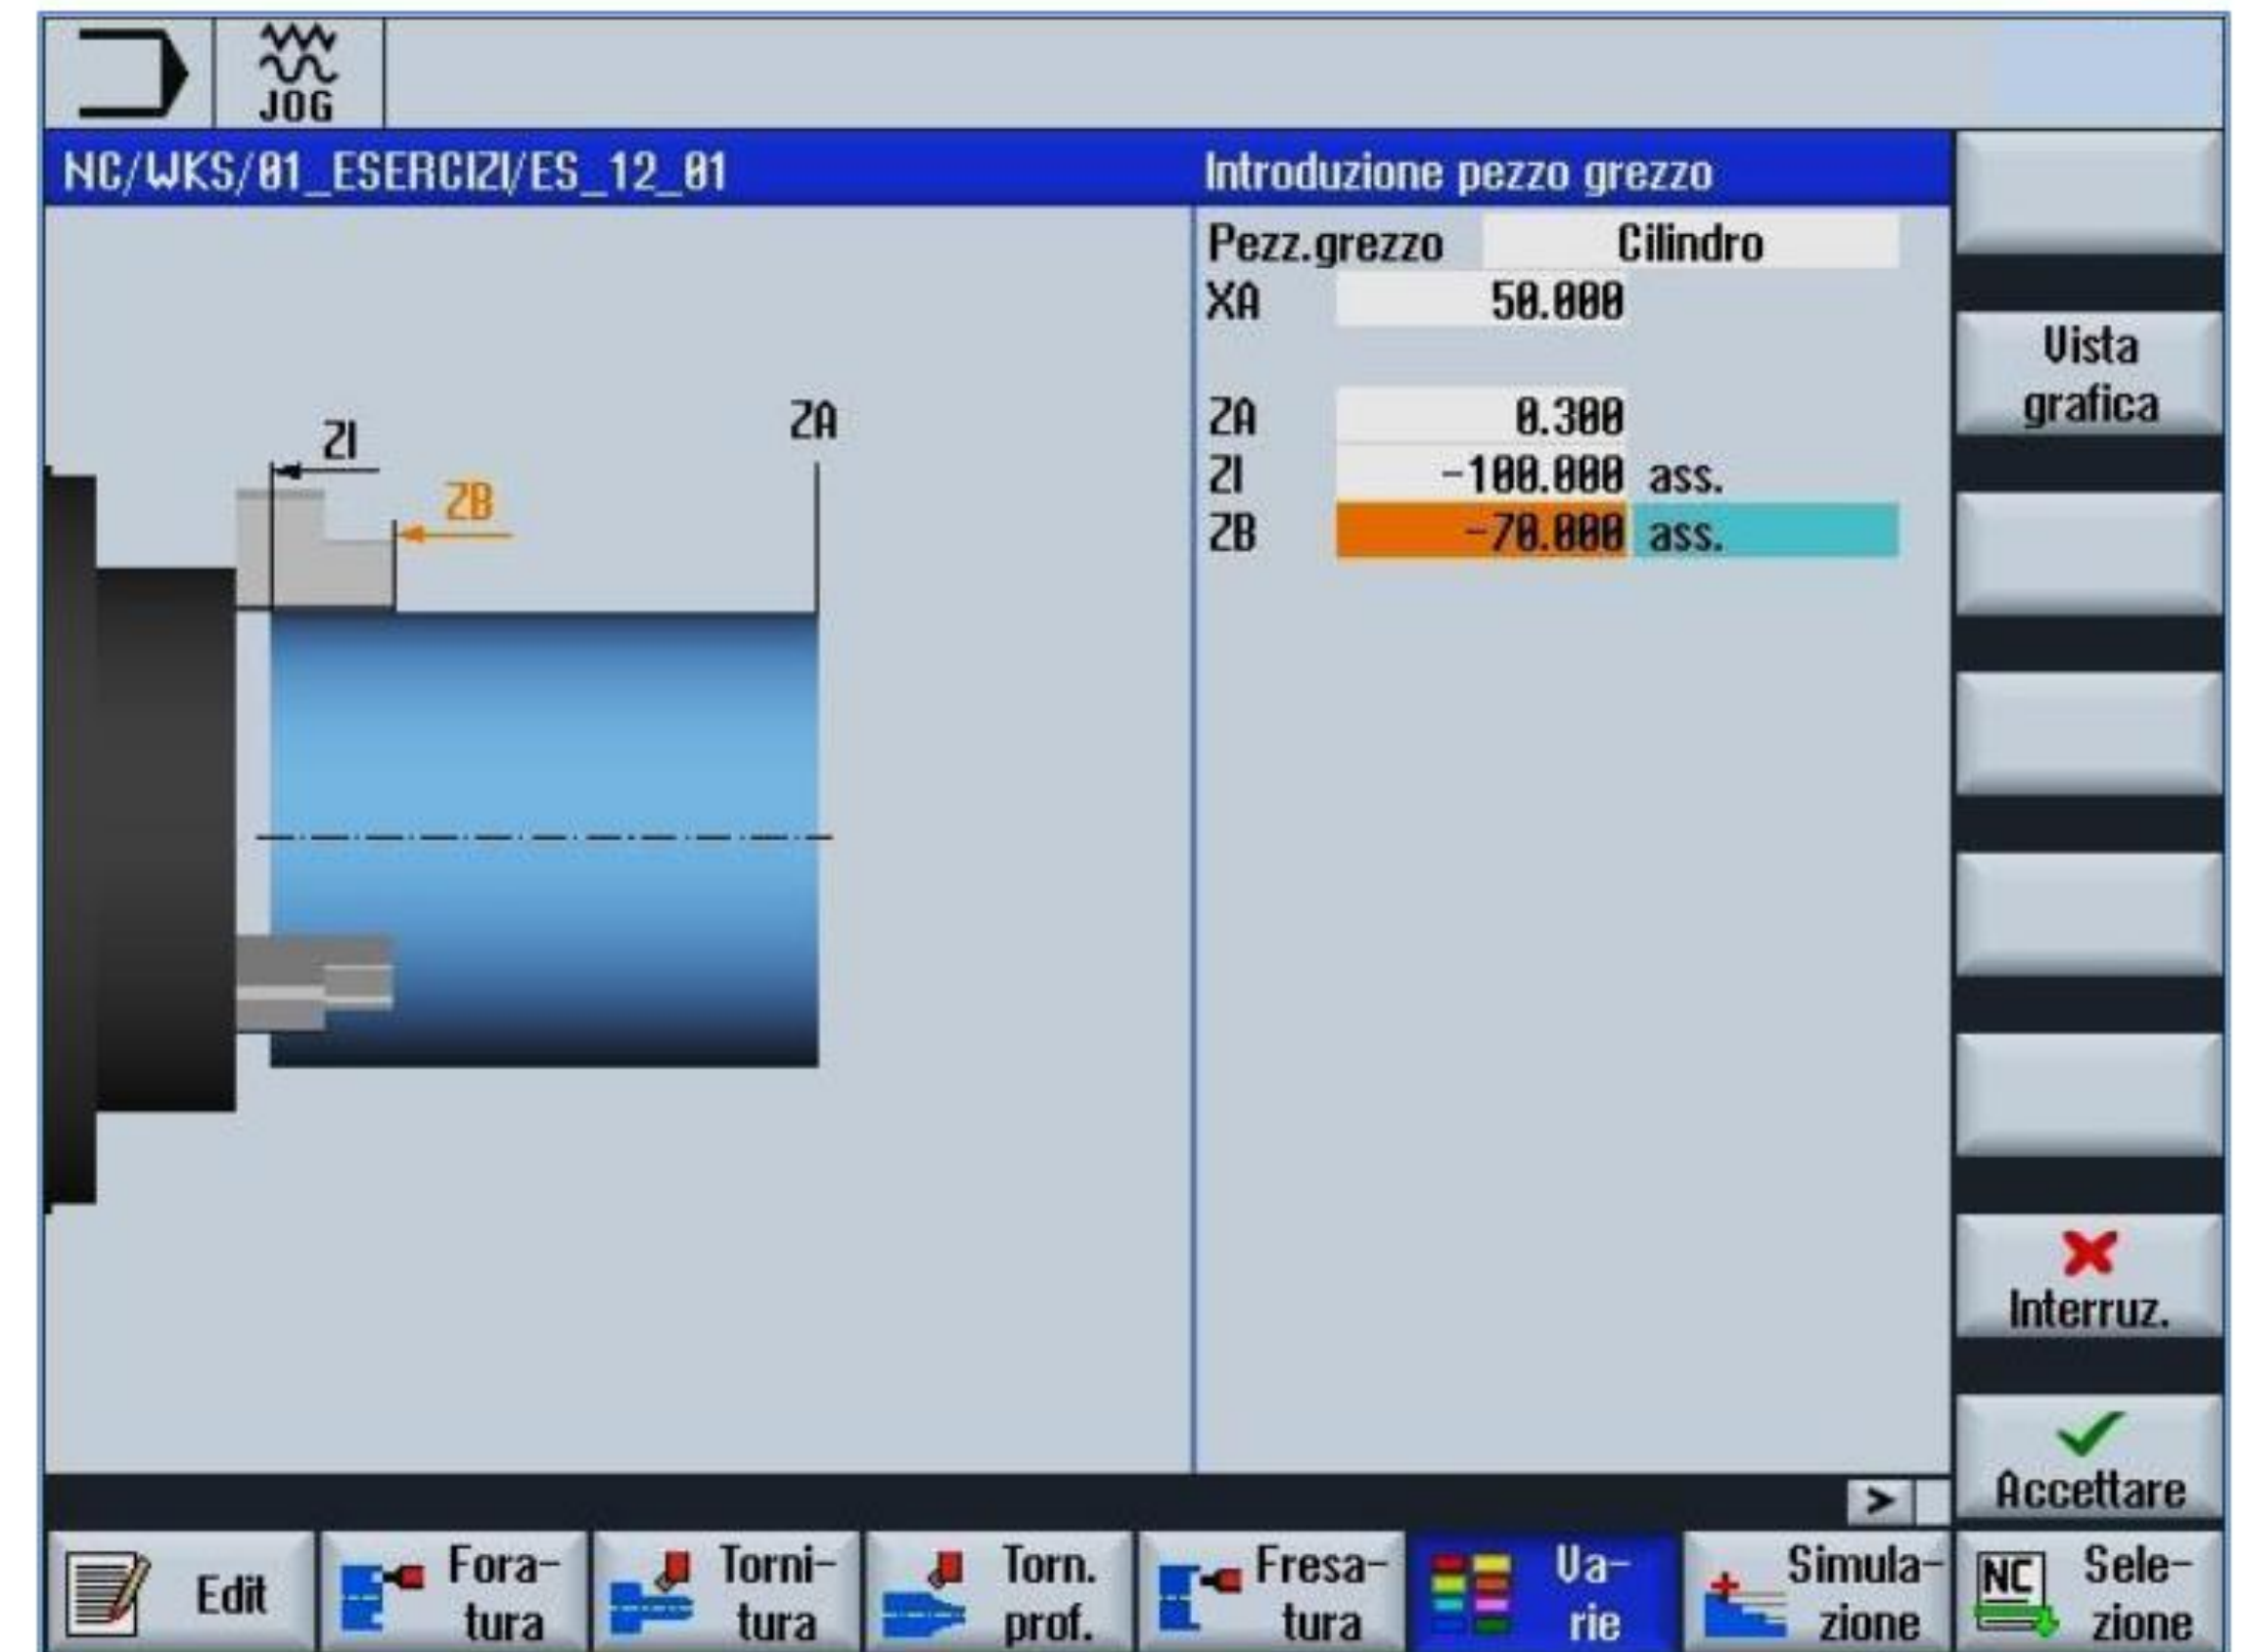 JOG
NC/WKS/01_ESERCIZI/ES_12_01
Introduzione pezzo grezzo
Pezz.grezzo Cilindro
XA 50.000
ZA 0.300
ZI -100.000 ass.
ZB -70.000 ass.
ZI
ZA
ZB
Vista
grafica
Interruz.
Accettare
>
Edit
Fora-
tura
Torni-
tura
Torn.
prof.
Fresa-
tura
Va-
rie
Simula-
zione
NC
Sele-
zione